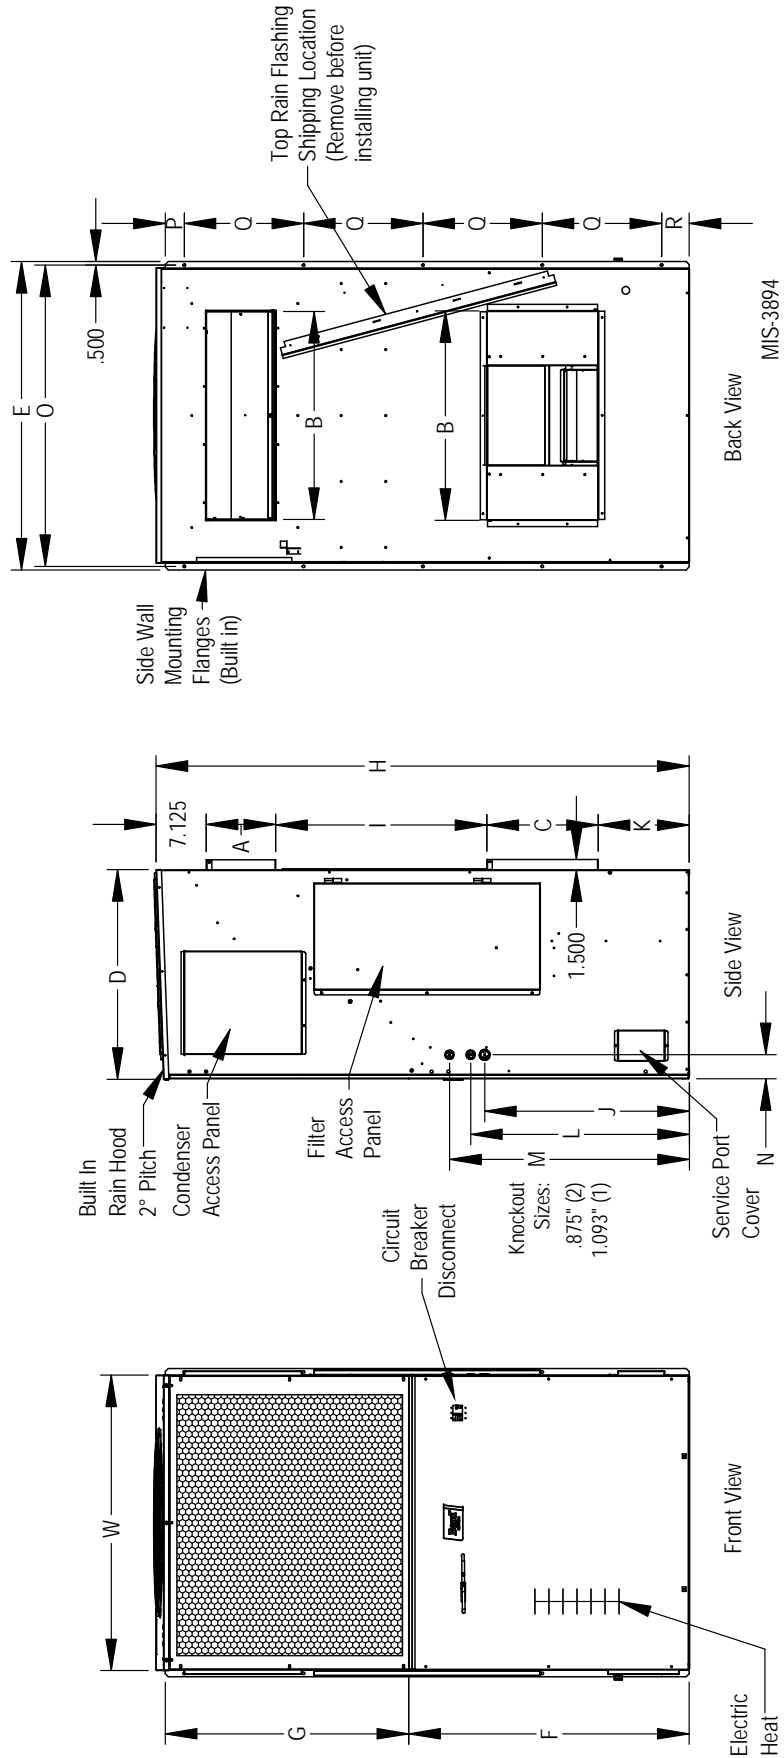 W
G
F
Electric
Heat
Front View
Circuit
Breaker
Disconnect
Built In
Rain Hood
2° Pitch
Condenser
Access Panel
Filter
Access
Panel
Knockout
Sizes:
.875" (2)
1.093" (1)
Service Port
Cover
D
7.125
A
I
H
C
K
1.500
M
L
J
N
Side View
Side Wall
Mounting
Flanges
(Built in)
E
O
.500
P
Q
Q
Q
Q
R
B
B
Top Rain Flashing
Shipping Location
(Remove before
installing unit)
Back View
MIS-3894